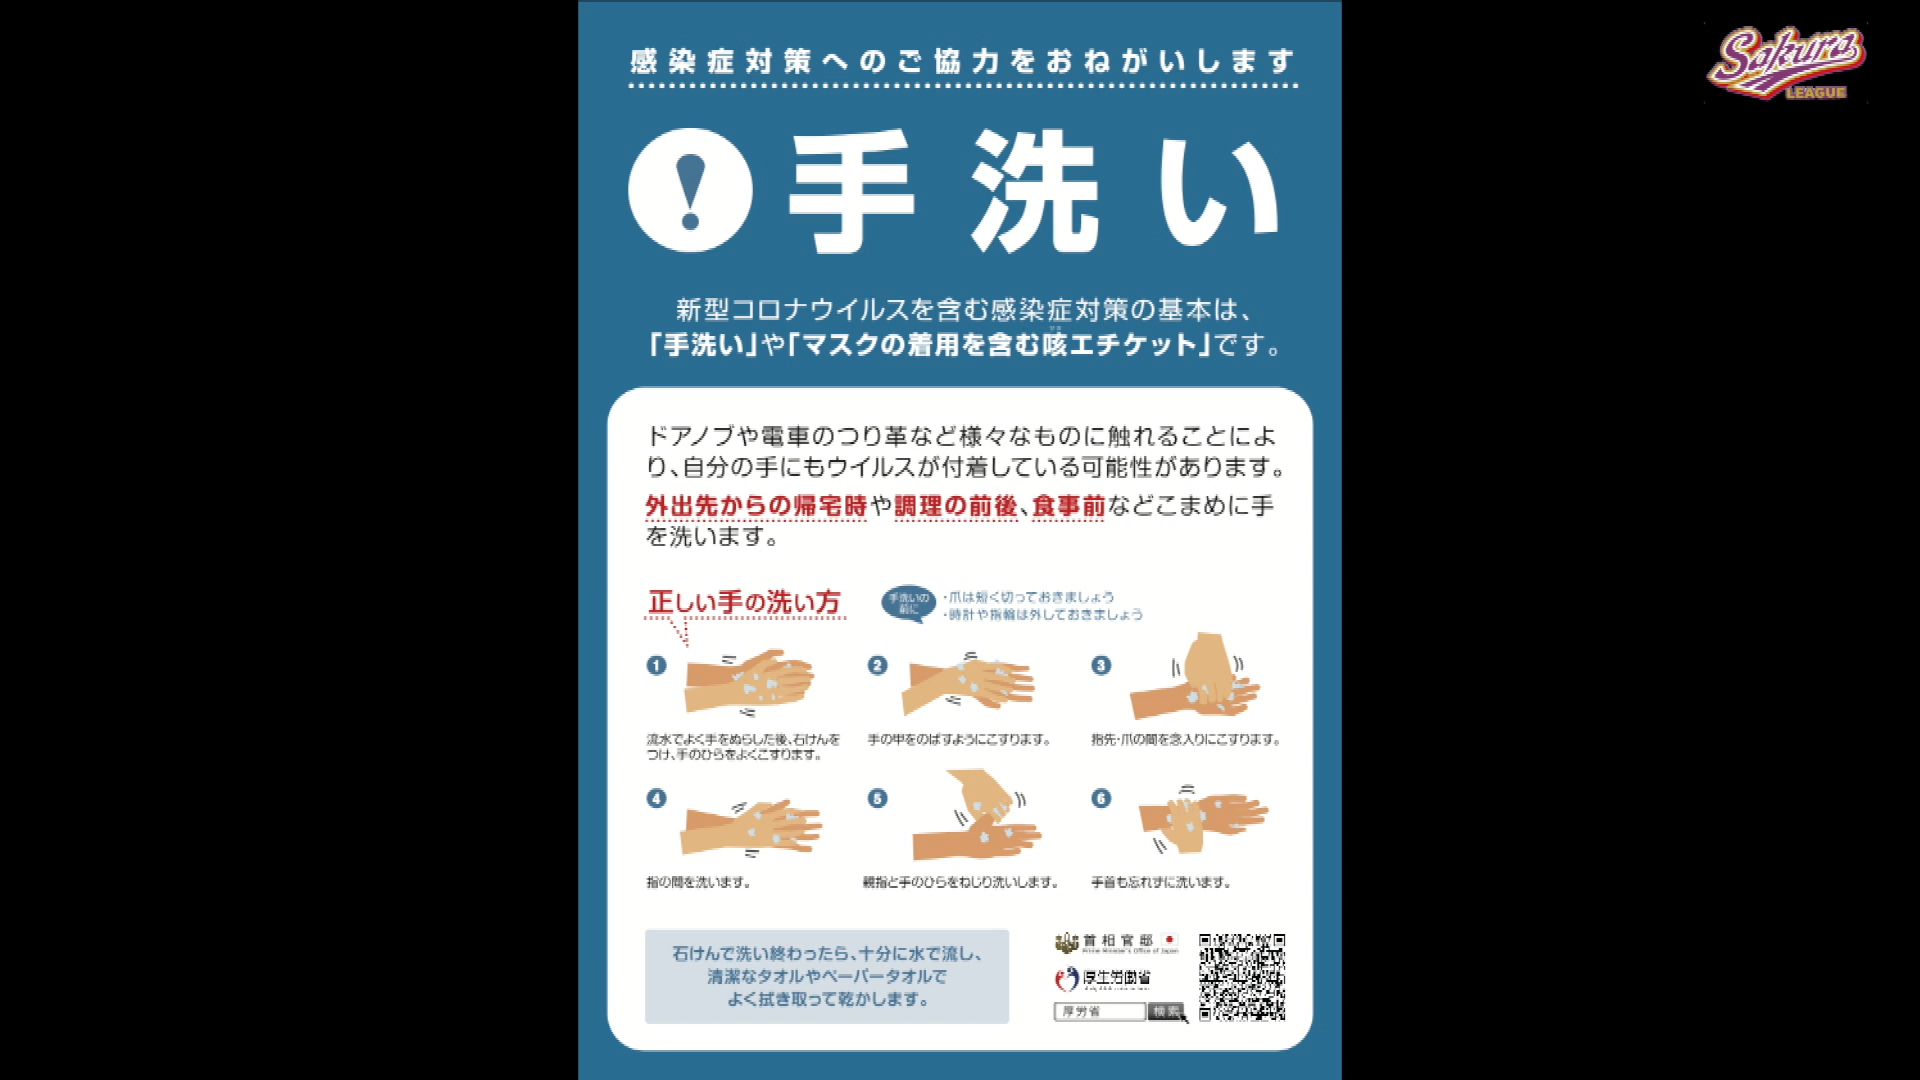 感染症対策へのご協力をおねがいします
Sakura
LEAGUE
! 手洗い
新型コロナウイルスを含む感染症対策の基本は、
「手洗い」や「マスクの着用を含む咳エチケット」です。
ドアノブや電車のつり革など様々なものに触れることによ
り、自分の手にもウイルスが付着している可能性があります。
外出先からの帰宅時や調理の前後、食事前などこまめに手
を洗います。
正しい手の洗い方
手洗いの
前に
・爪は短く切っておきましょう
・時計や指輪は外しておきましょう
1
流水でよく手をぬらした後、石けんを
つけ、手のひらをよくこすります。
2
手の甲をのばすようにこすります。
3
指先・爪の間を念入りにこすります。
4
指の間を洗います。
5
親指と手のひらをねじり洗いします。
6
手首も忘れずに洗います。
石けんで洗い終わったら、十分に水で流し、
清潔なタオルやペーパータオルで
よく拭き取って乾かします。
首相官邸
Prime Minister's Office of Japan
厚生労働省
厚労省 検索